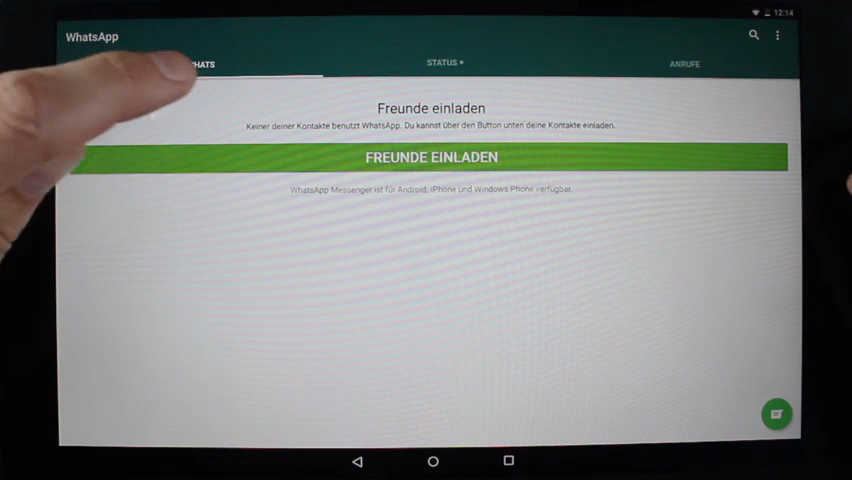 12:14
WhatsApp
HATS
STATUS
ANRUFE
Freunde einladen
Keiner deiner Kontakte benutzt WhatsApp. Du kannst über den Button unten deine Kontakte einladen.
FREUNDE EINLADEN
WhatsApp Messenger ist für Android, iPhone und Windows Phone verfügbar.